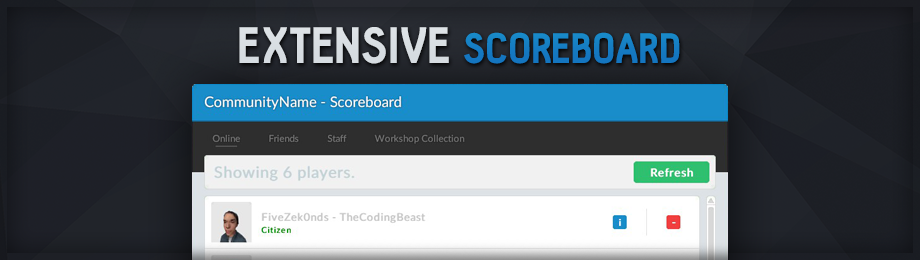 EXTENSIVE SCOREBOARD
CommunityName - Scoreboard
Online Friends Staff Workshop Collection
Showing 6 players. Refresh
FiveZek0nds - TheCodingBeast
Citizen
i -